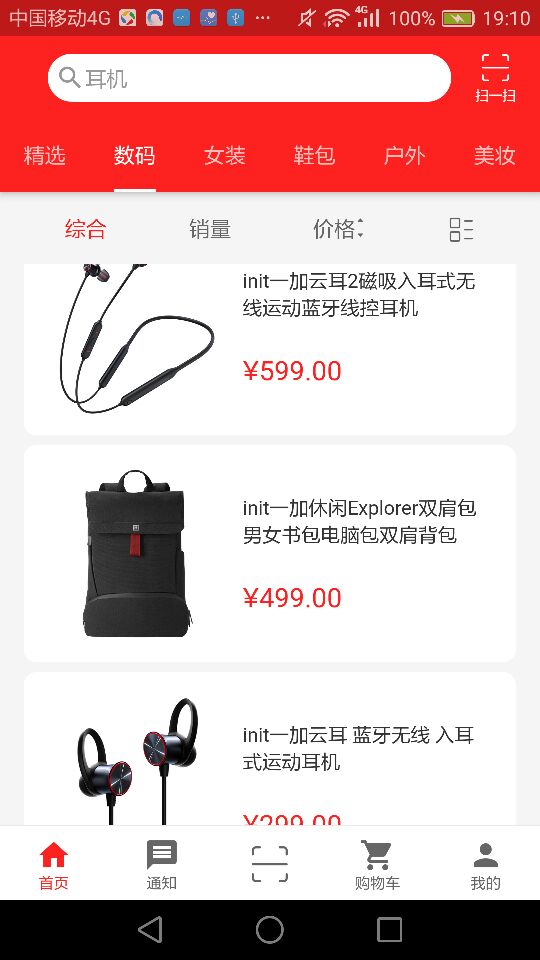 中国移动4G
4G
100%
19:10
耳机
扫一扫
精选
数码
女装
鞋包
户外
美妆
综合
销量
价格
init一加云耳2磁吸入耳式无
线运动蓝牙线控耳机
¥599.00
init一加休闲Explorer双肩包
男女书包电脑包双肩背包
¥499.00
init一加云耳 蓝牙无线 入耳
式运动耳机
¥299.00
首页
通知
购物车
我的